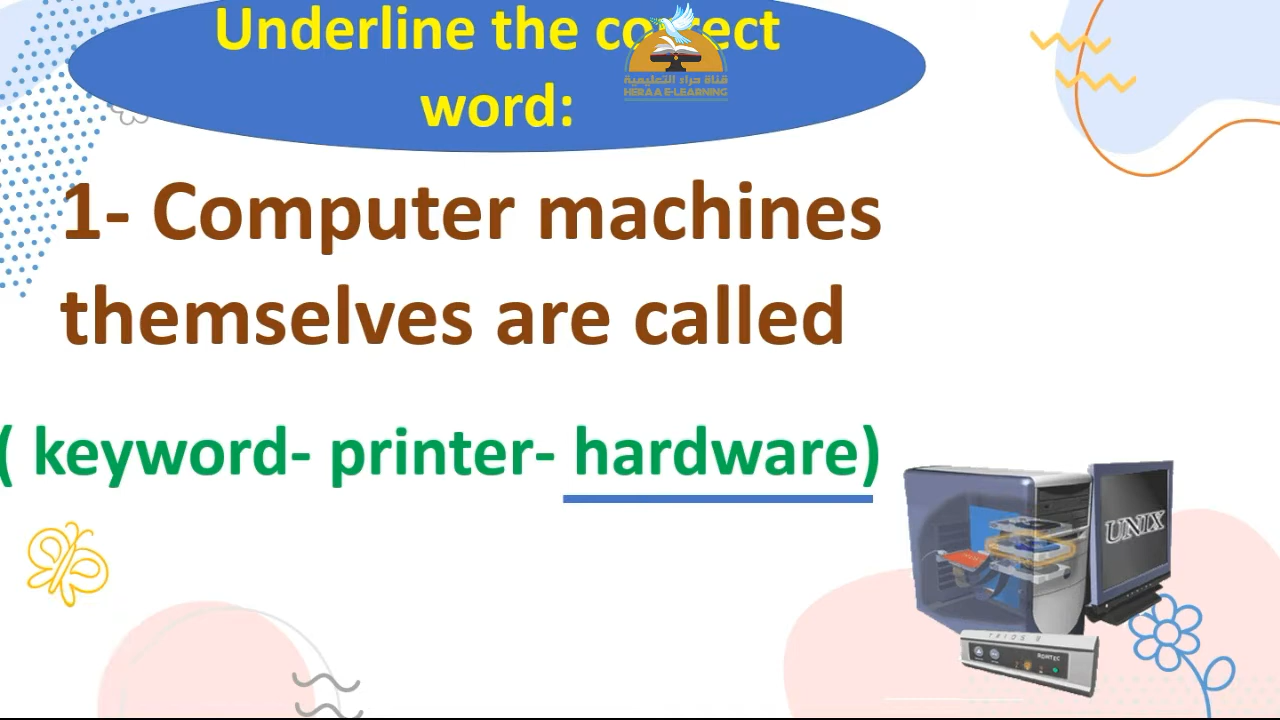 Underline the correct
word:
قناة حراء التعليمية
HERAA E-LEARNING
1- Computer machines
themselves are called
( keyword- printer- hardware)
UNIX